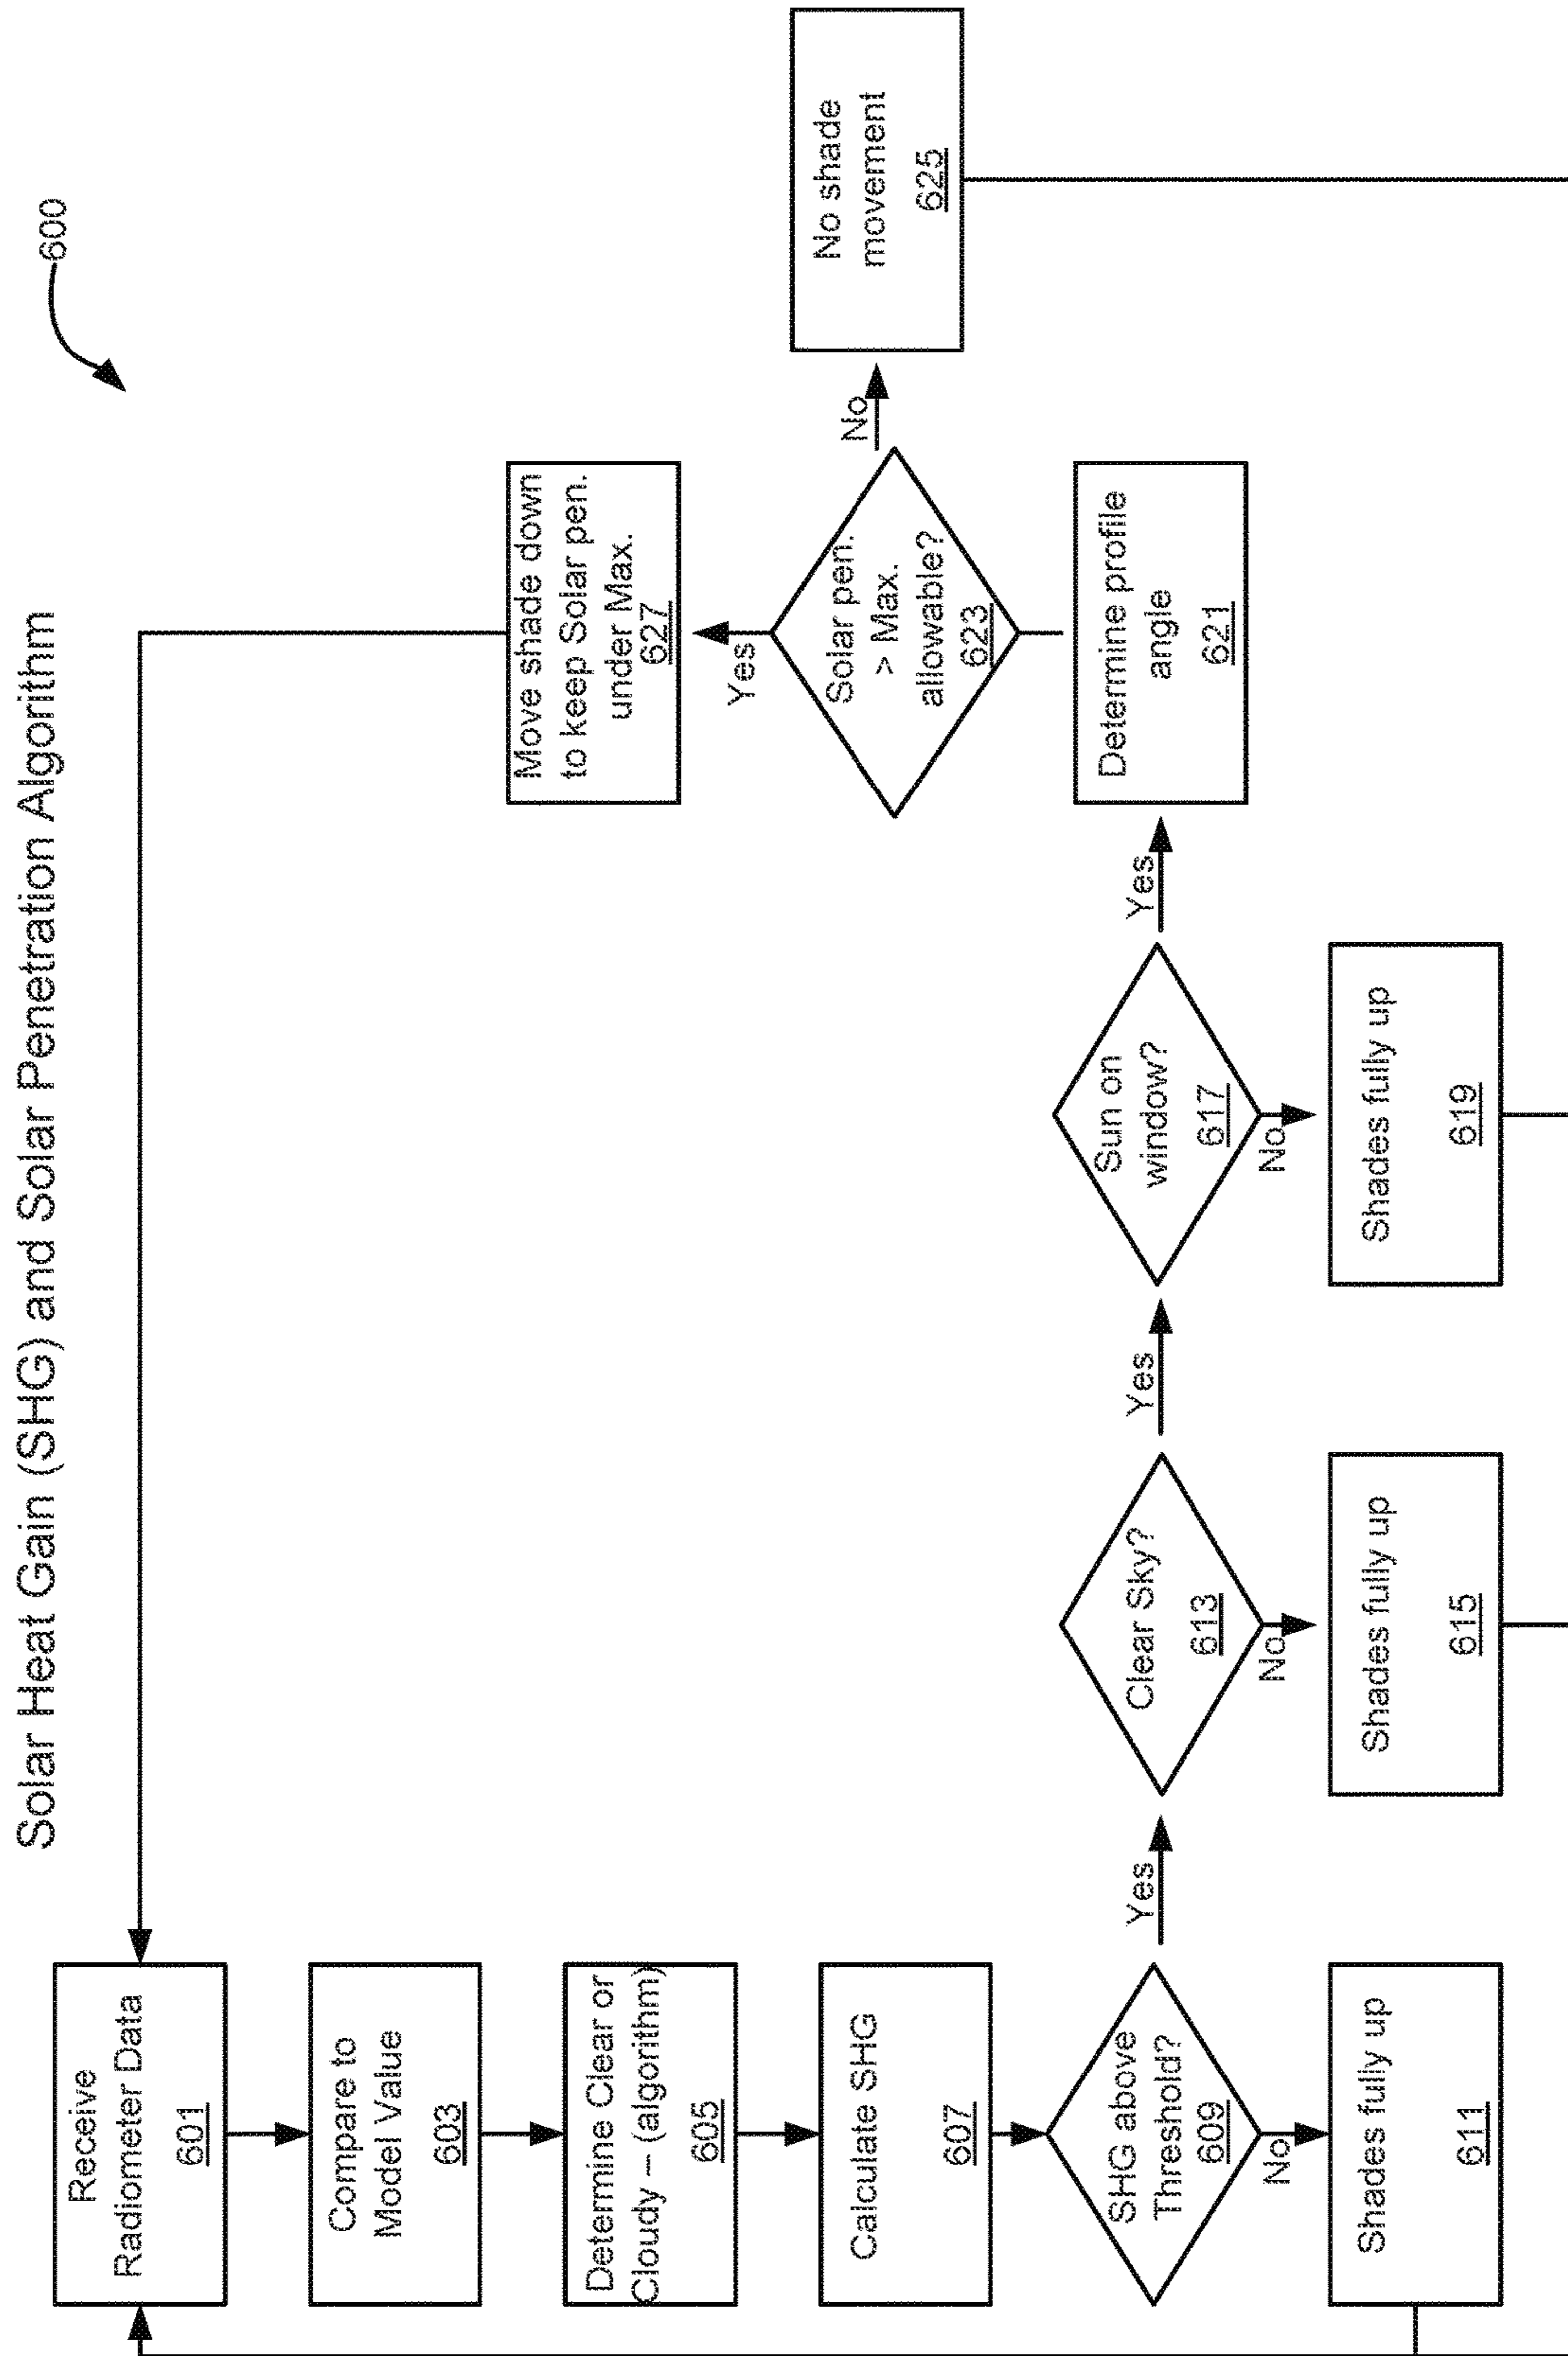 Solar Heat Gain (SHG) and Solar Penetration Algorithm
600
Receive
Radiometer Data
601
Compare to
Model Value
603
Determine Clear or
Cloudy – (algorithm)
605
Calculate SHG
607
SHG above
Threshold?
609
No
Shades fully up
611
Yes
Clear Sky?
613
No
Shades fully up
615
Yes
Sun on
window?
617
No
Shades fully up
619
Yes
Determine profile
angle
621
Solar pen.
> Max.
allowable?
623
Yes
Move shade down
to keep Solar pen.
under Max.
627
No
No shade
movement
625